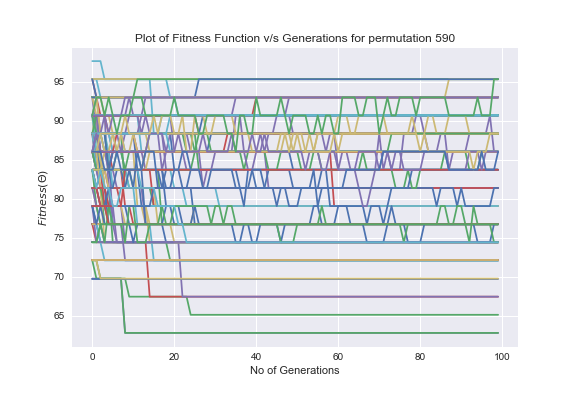 Plot of Fitness Function v/s Generations for permutation 590
Fitness(Θ)
95
90
85
80
75
70
65
0 20 40 60 80 100
No of Generations